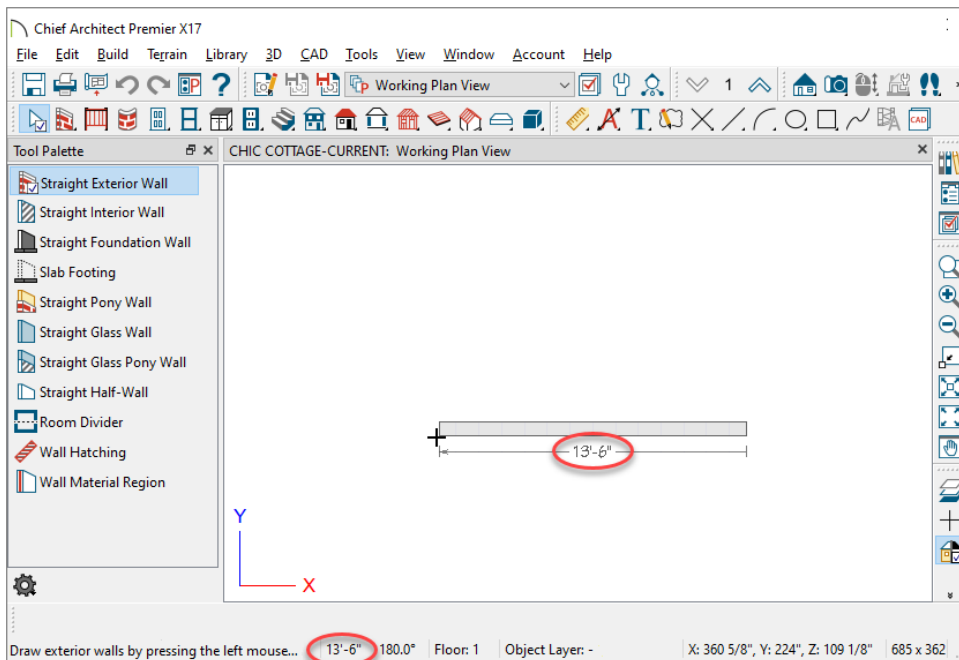 Chief Architect Premier X17
File Edit Build Terrain Library 3D CAD Tools View Window Account Help
Working Plan View 1
T CAD
Tool Palette
CHIC COTTAGE-CURRENT: Working Plan View
Straight Exterior Wall
Straight Interior Wall
Straight Foundation Wall
Slab Footing
Straight Pony Wall
Straight Glass Wall
Straight Glass Pony Wall
Straight Half-Wall
Room Divider
Wall Hatching
Wall Material Region
13'-6"
Y
X
Draw exterior walls by pressing the left mouse... 13'-6" 180.0° Floor: 1 Object Layer: - X: 360 5/8", Y: 224", Z: 109 1/8" 685 x 362